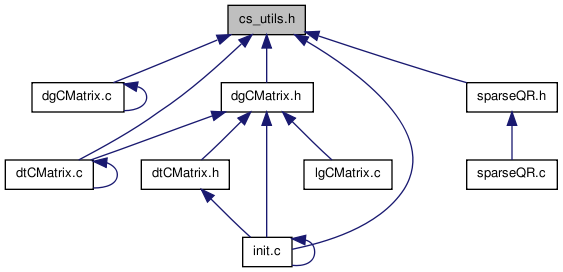 cs_utils.h
dgCMatrix.c
dgCMatrix.h
sparseQR.h
dtCMatrix.c
dtCMatrix.h
lgCMatrix.c
sparseQR.c
init.c